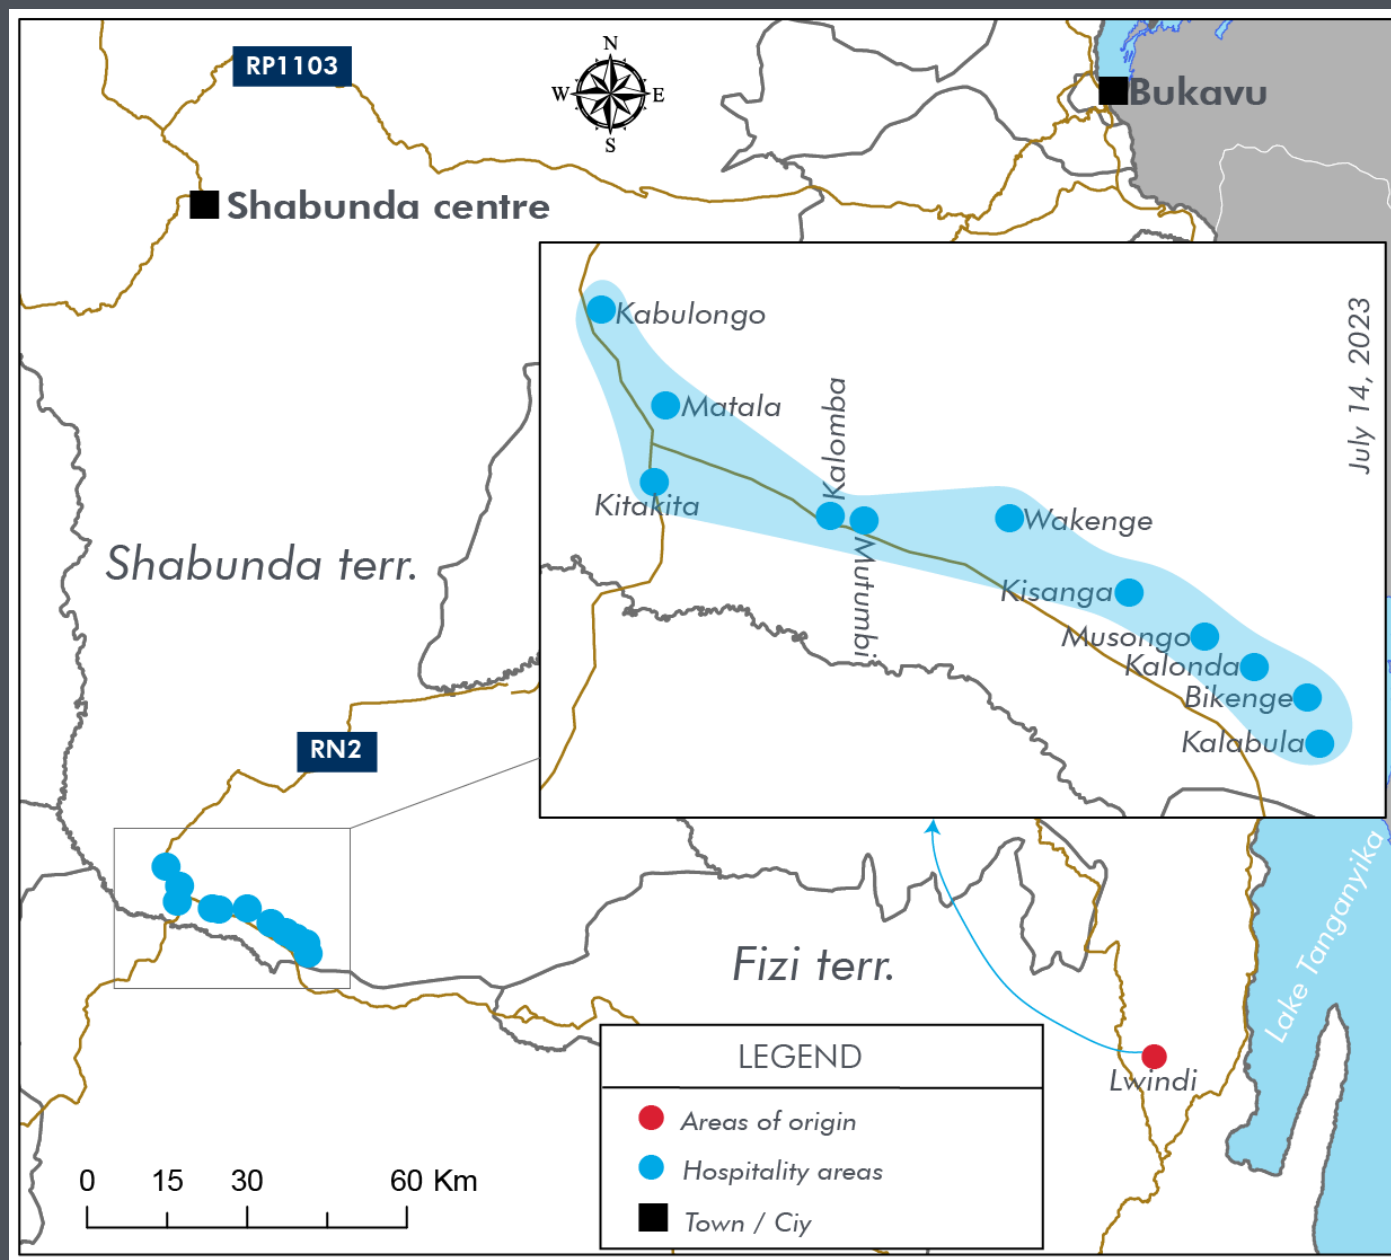 RP1103
N
W
E
S
Bukavu
Shabunda centre
Kabulongo
July 14, 2023
Matala
Kalomba
Kitakita
Wakenge
Mutumbi
Shabunda terr.
Kisanga
Musongo
Kalonda
Bikenge
Kalabula
RN2
Lake Tanganyika
Fizi terr.
Lwindi
LEGEND
Areas of origin
Hospitality areas
Town / Ciy
0 15 30 60 Km